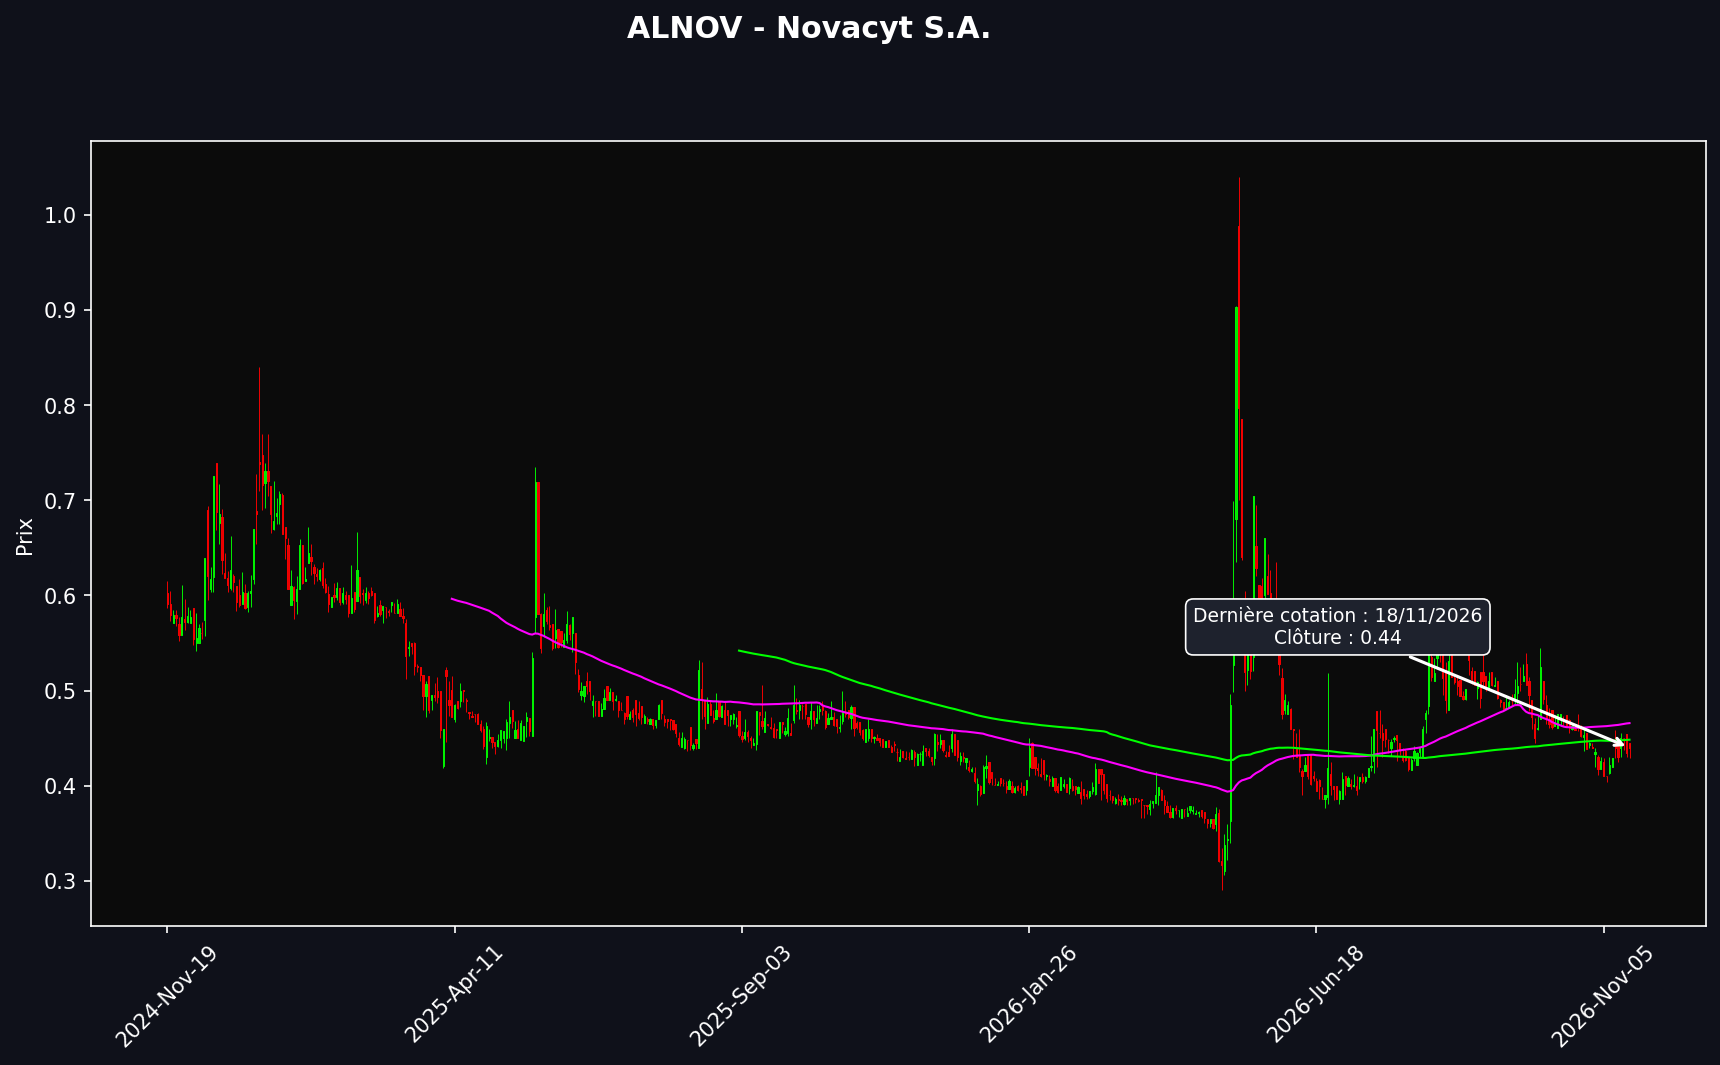 ALNOV - Novacyt S.A.
Prix
1.0
0.9
0.8
0.7
0.6
0.5
0.4
0.3
Dernière cotation : 18/11/2026
Clôture : 0.44
2024-Nov-19
2025-Apr-11
2025-Sep-03
2026-Jan-26
2026-Jun-18
2026-Nov-05